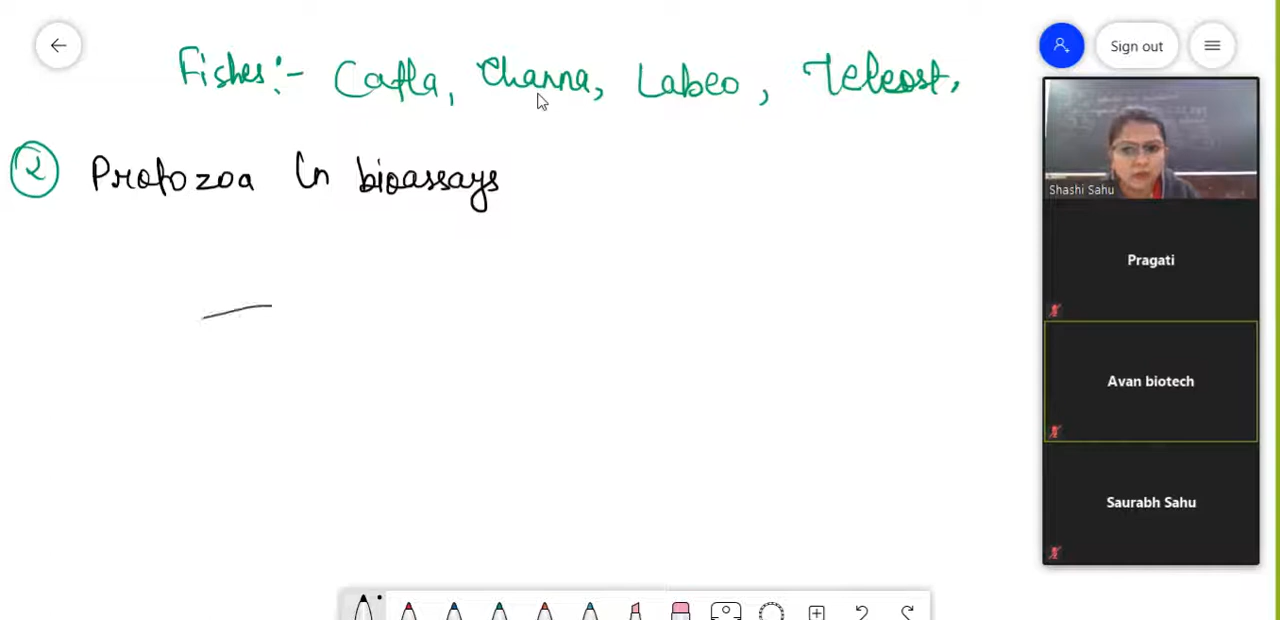 Fishes:- Catla, Channa, Labeo, Teleost,
② Protozoa In bioassays
Sign out
Shashi Sahu
Pragati
Avan biotech
Saurabh Sahu